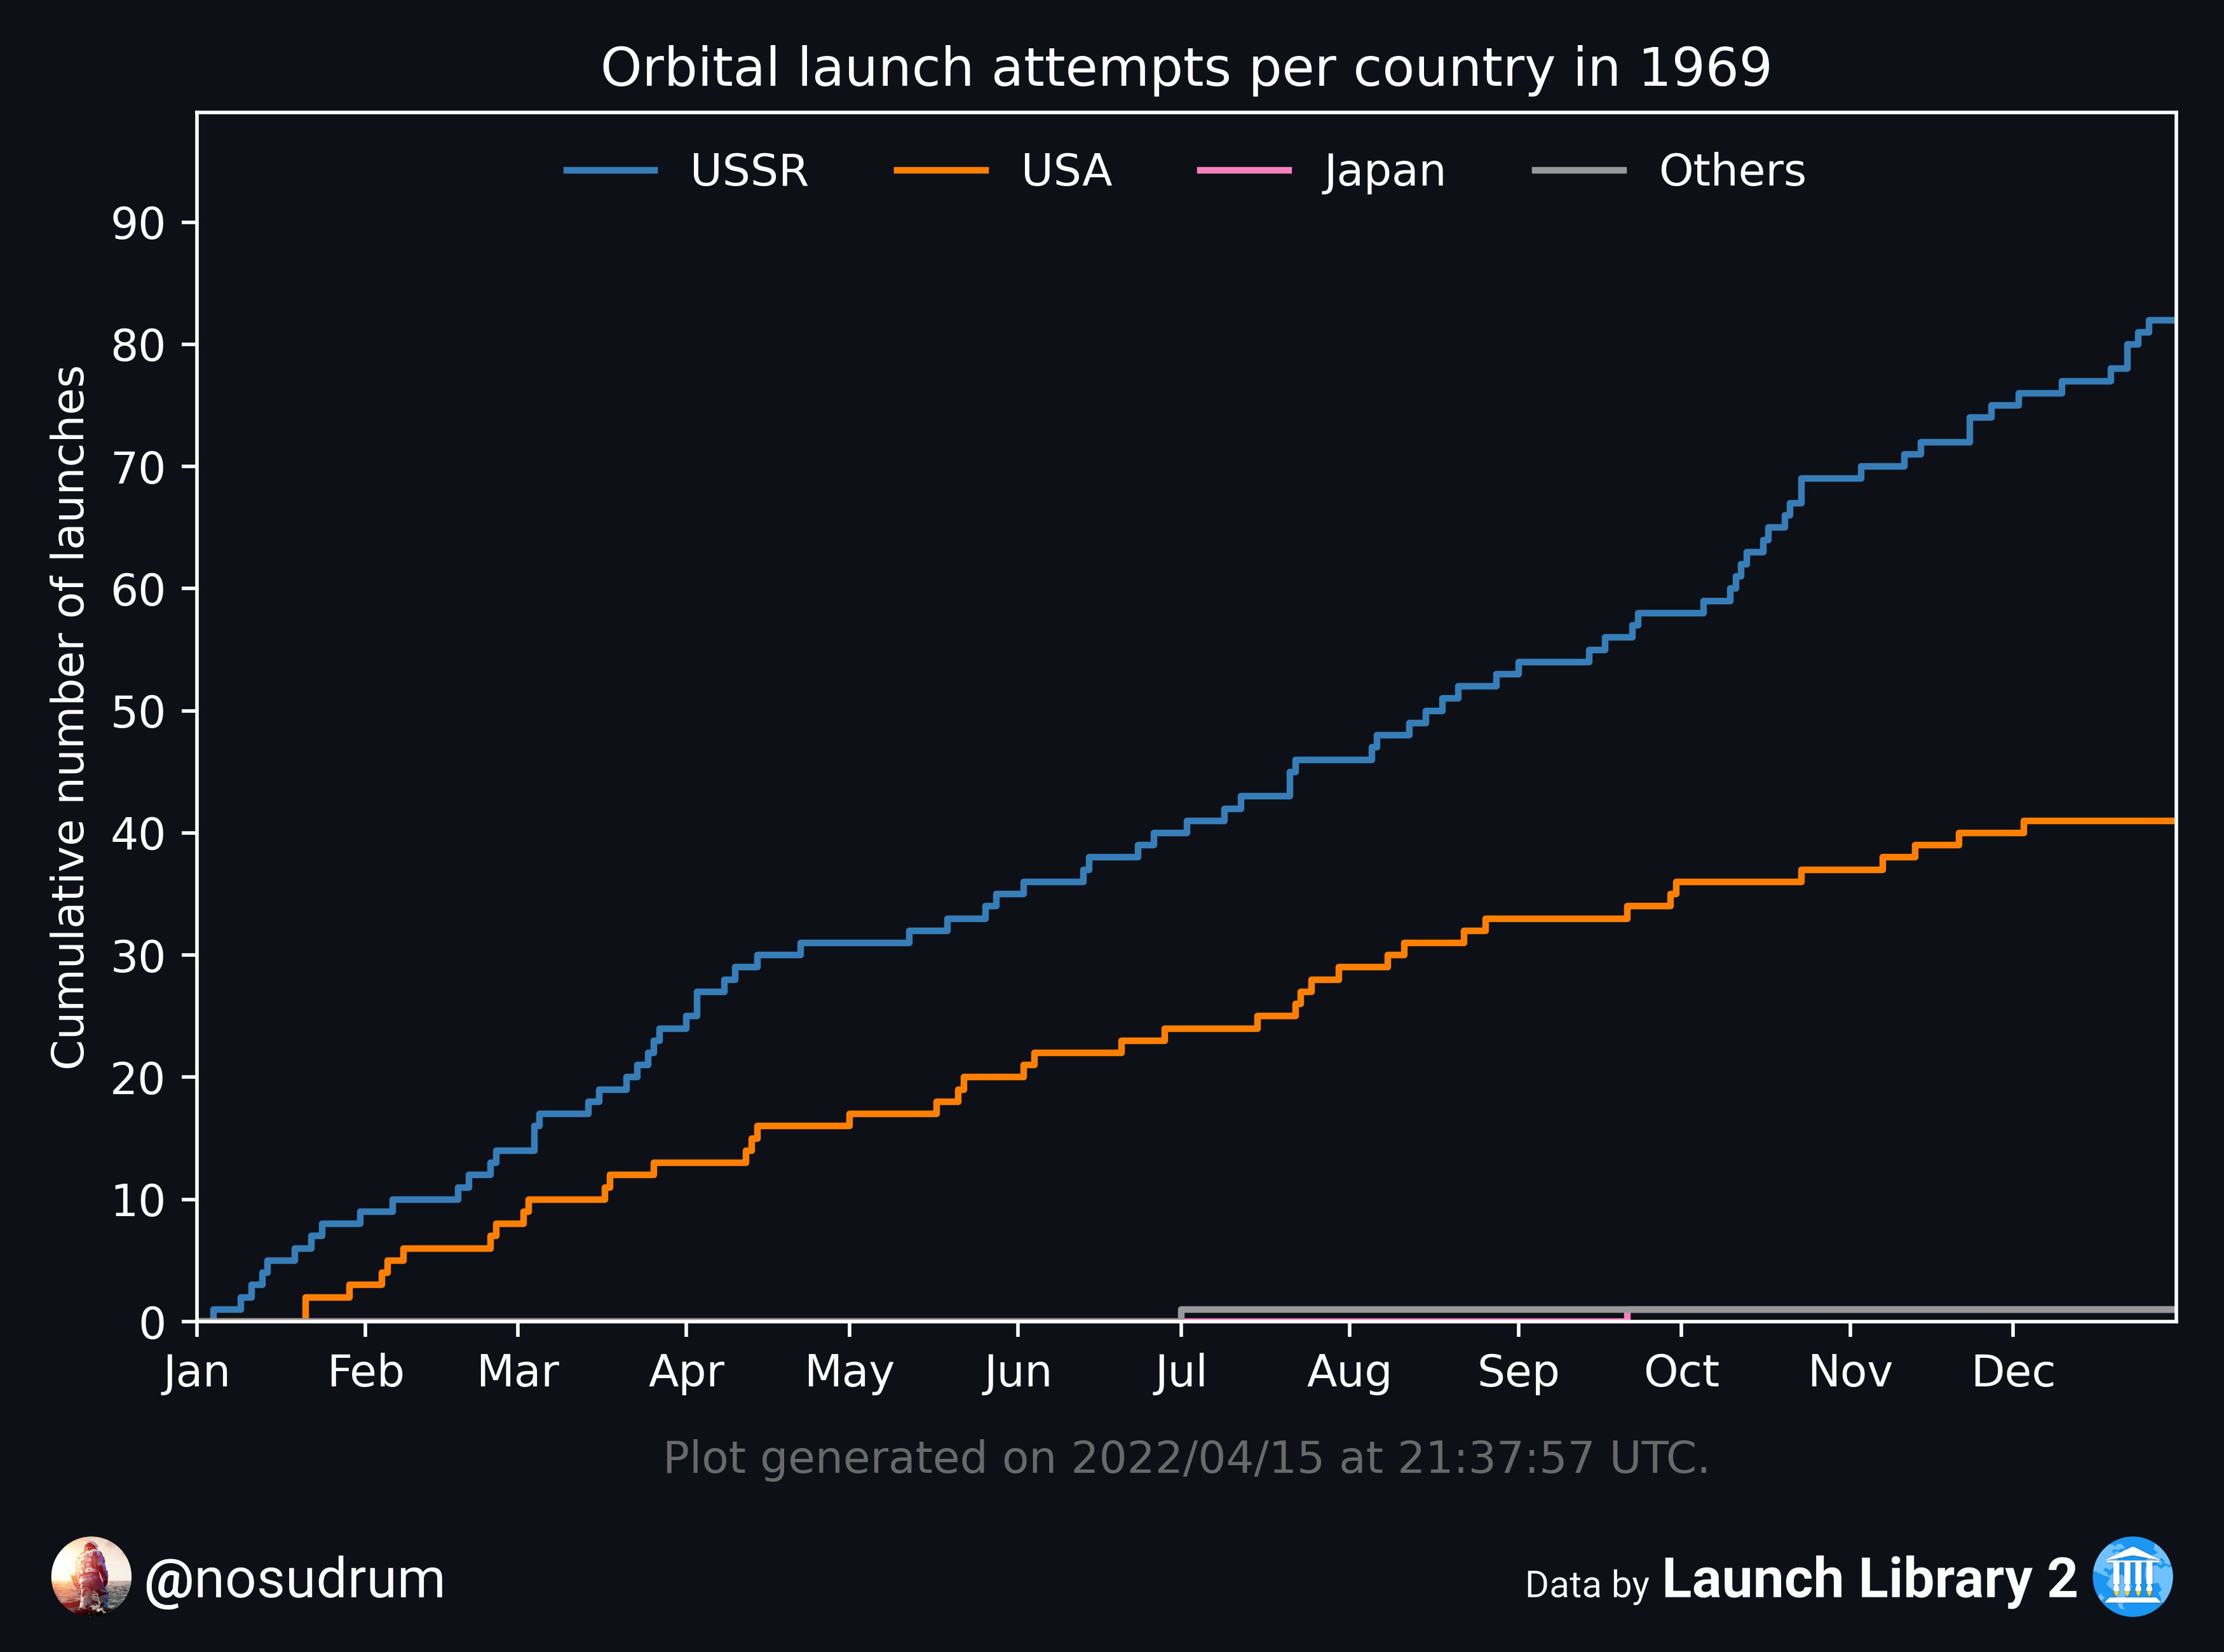 Orbital launch attempts per country in 1969
USSR USA Japan Others
Cumulative number of launches
90
80
70
60
50
40
30
20
10
0
Jan Feb Mar Apr May Jun Jul Aug Sep Oct Nov Dec
Plot generated on 2022/04/15 at 21:37:57 UTC.
@nosudrum
Data by Launch Library 2